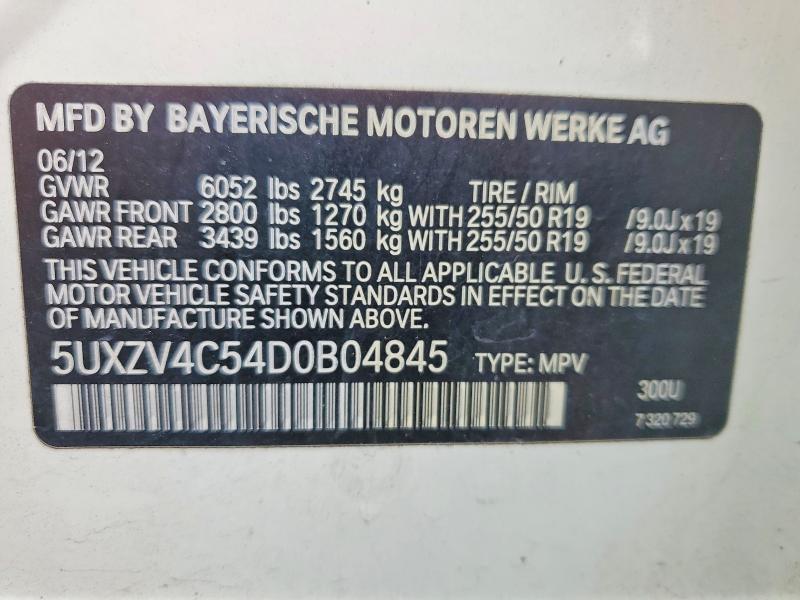 MFD BY BAYERISCHE MOTOREN WERKE AG
06/12
GVWR 6052 lbs 2745 kg TIRE / RIM
GAWR FRONT 2800 lbs 1270 kg WITH 255/50 R19 /9.0J x 19
GAWR REAR 3439 lbs 1560 kg WITH 255/50 R19 /9.0J x 19
THIS VEHICLE CONFORMS TO ALL APPLICABLE U. S. FEDERAL
MOTOR VEHICLE SAFETY STANDARDS IN EFFECT ON THE DATE
OF MANUFACTURE SHOWN ABOVE.
5UXZV4C54D0B04845 TYPE: MPV
300U
7 320 729